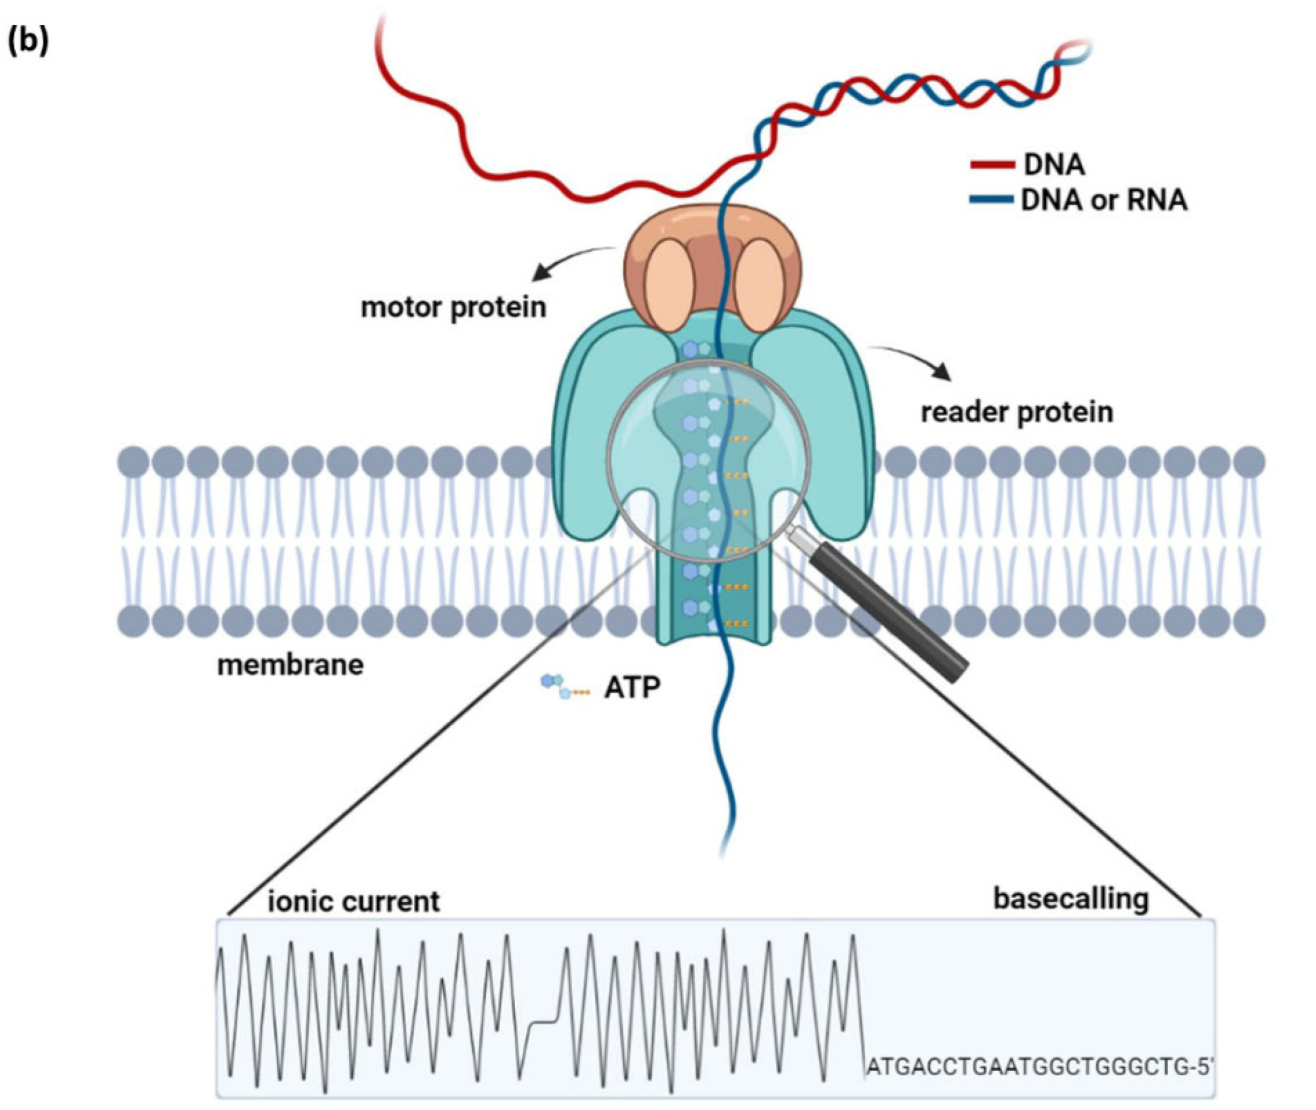 (b)
DNA
DNA or RNA
motor protein
reader protein
membrane
ATP
ionic current
basecalling
ATGACCTGAATGGCTGGGCTG-5'